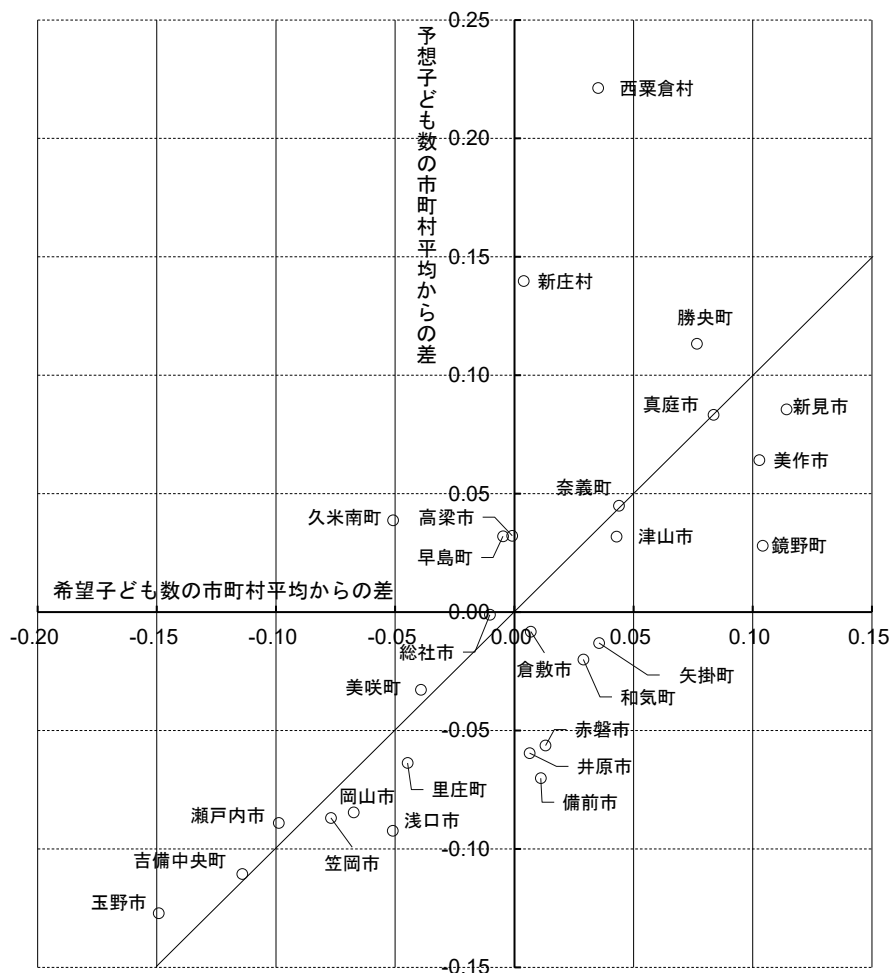 0.25
予想子ども数の市町村平均からの差
西粟倉村
0.20
0.15
新庄村
勝央町
0.10
真庭市
新見市
美作市
奈義町
0.05
久米南町
高梁市
早島町
津山市
鏡野町
希望子ども数の市町村平均からの差
0.00
-0.20
-0.15
-0.10
-0.05
0.00
0.05
0.10
0.15
総社市
倉敷市
矢掛町
美咲町
和気町
-0.05
赤磐市
里庄町
井原市
岡山市
備前市
瀬戸内市
浅口市
-0.10
吉備中央町
笠岡市
玉野市
-0.15